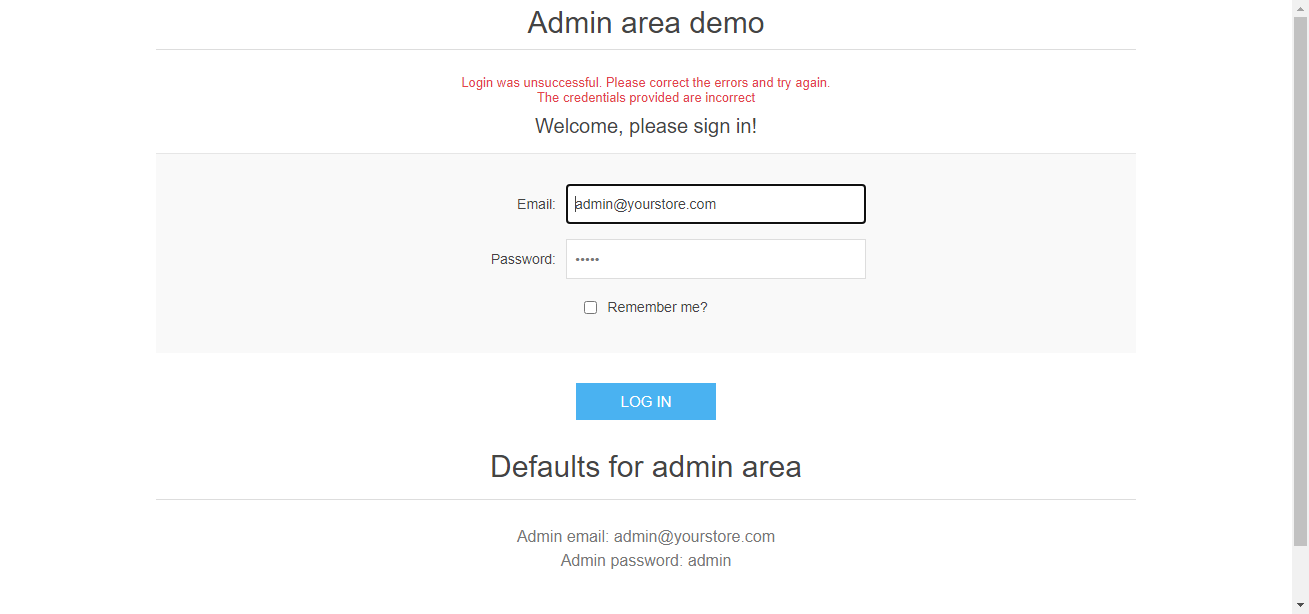 Admin area demo
Login was unsuccessful. Please correct the errors and try again.
The credentials provided are incorrect
Welcome, please sign in!
Email: admin@yourstore.com
Password: •••••
Remember me?
LOG IN
Defaults for admin area
Admin email: admin@yourstore.com
Admin password: admin